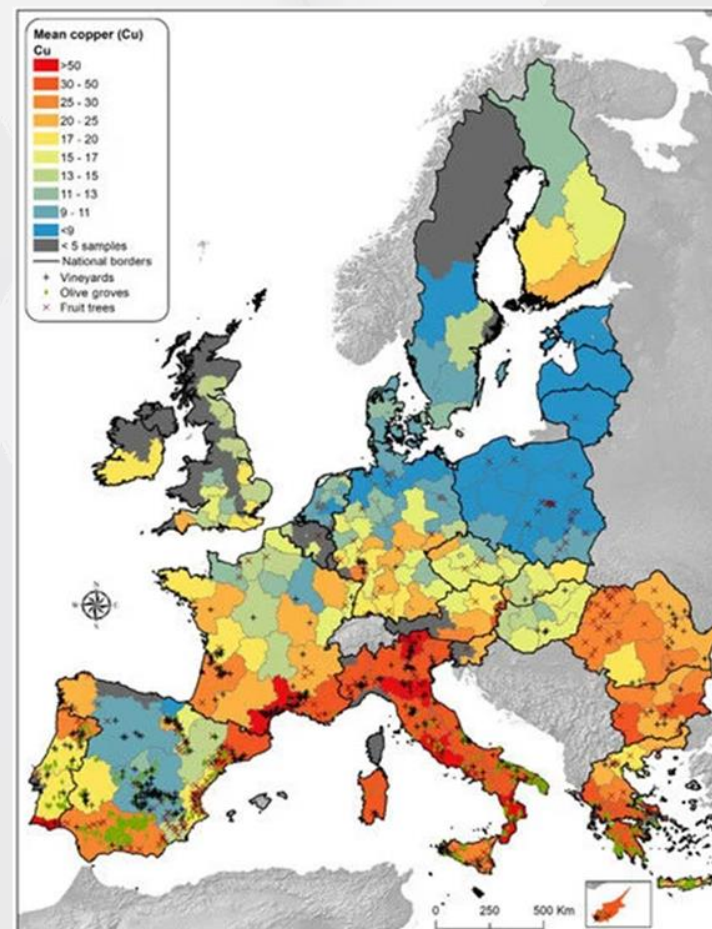 Mean copper (Cu)
Cu
>50
30 - 50
25 - 30
20 - 25
17 - 20
15 - 17
13 - 15
11 - 13
9 - 11
<9
< 5 samples
National borders
Vineyards
Olive groves
Fruit trees
N
0 250 500 Km